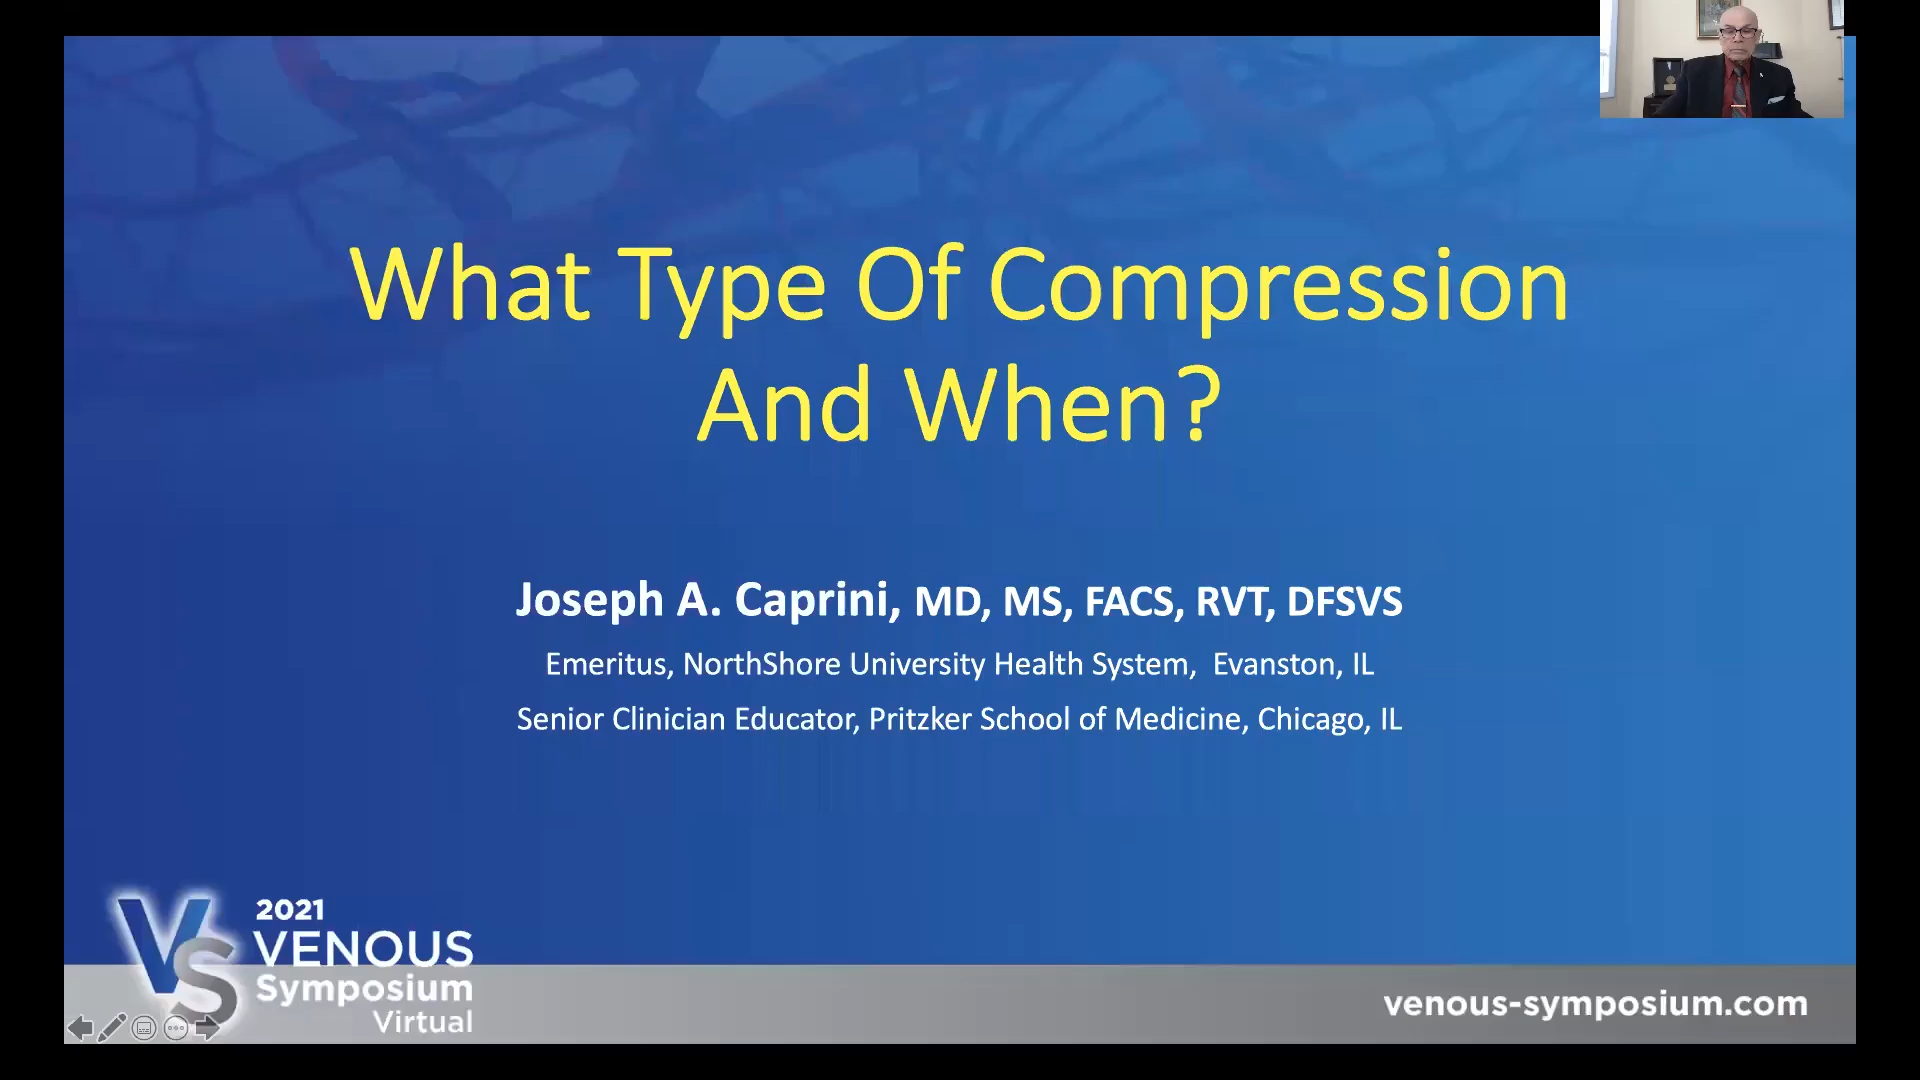 What Type Of Compression
And When?
Joseph A. Caprini, MD, MS, FACS, RVT, DFSVS
Emeritus, NorthShore University Health System, Evanston, IL
Senior Clinician Educator, Pritzker School of Medicine, Chicago, IL
VS
2021
VENOUS
Symposium
Virtual
venous-symposium.com